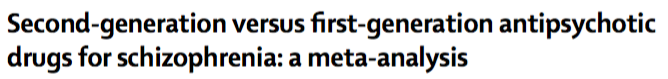 Second-generation versus first-generation antipsychotic
drugs for schizophrenia: a meta-analysis